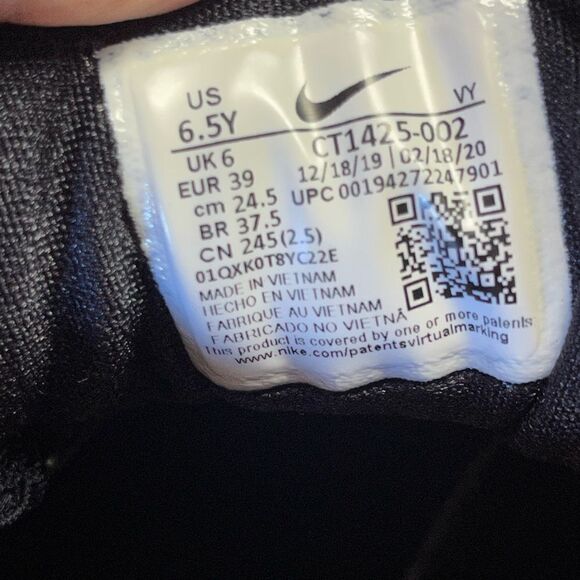 US
6.5Y
VY
UK 6
CT1425-002
EUR 39
12/18/19 | 02/18/20
cm 24.5
UPC 00194272247901
BR 37.5
CN 245(2.5)
01QXK0T8YC22E
MADE IN VIETNAM
HECHO EN VIETNAM
FABRIQUE AU VIETNAM
FABRICADO NO VIETNÃ
This product is covered by one or more patents
www.nike.com/patentsvirtualmarking